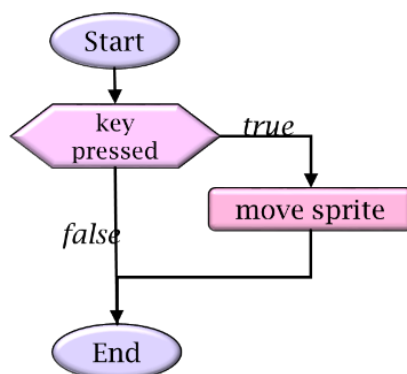 Start
key
pressed
true
move sprite
false
End